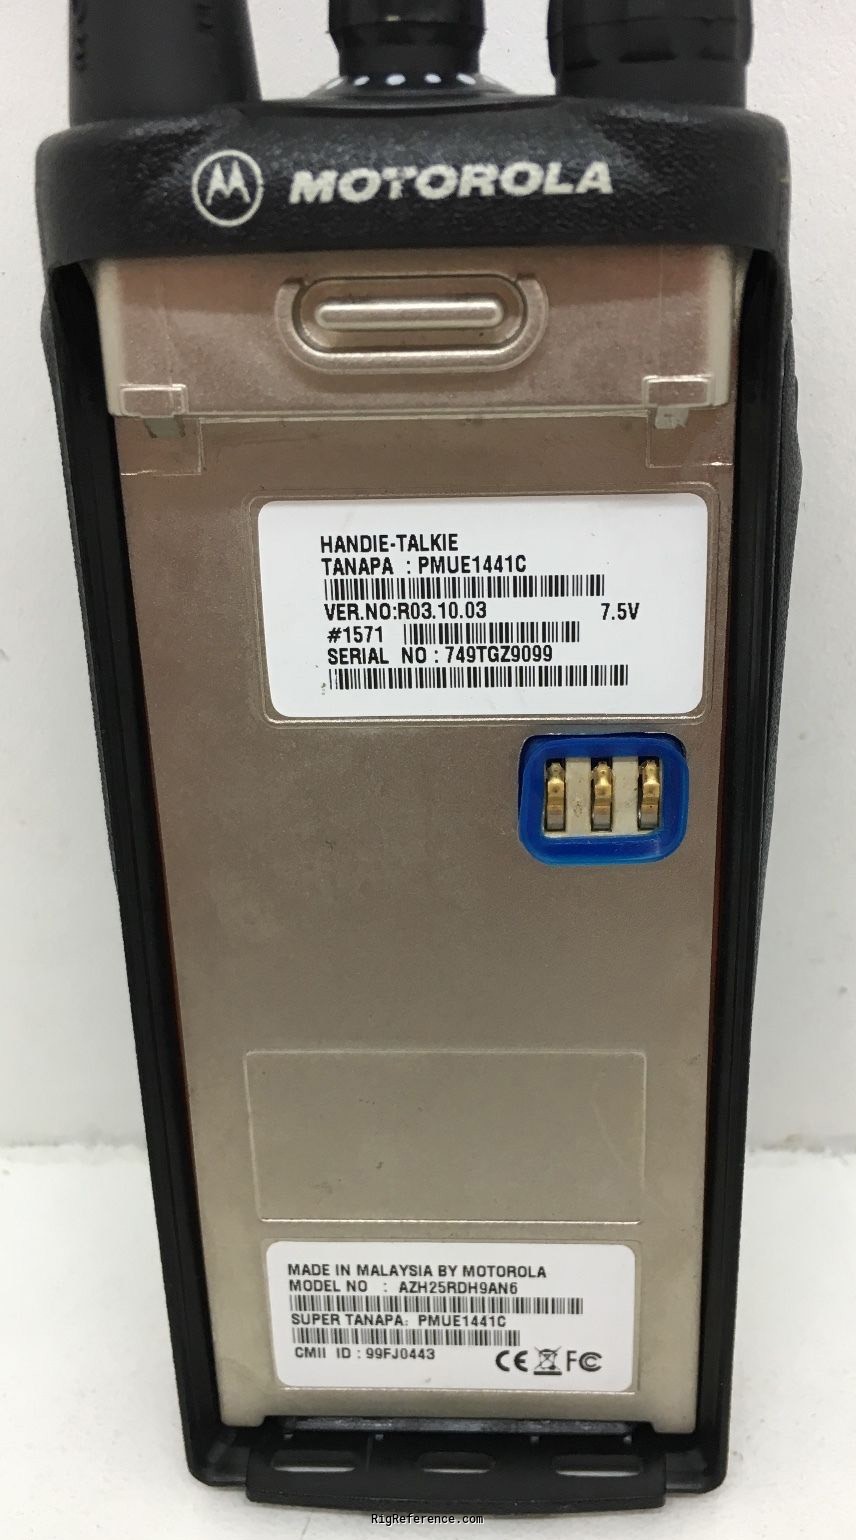 MOTOROLA
HANDIE-TALKIE
TANAPA : PMUE1441C
VER.NO:R03.10.03 7.5V
#1571
SERIAL NO : 749TGZ9099
MADE IN MALAYSIA BY MOTOROLA
MODEL NO : AZH25RDH9AN6
SUPER TANAPA: PMUE1441C
CMII ID : 99FJ0443 CE FC
RigReference.com